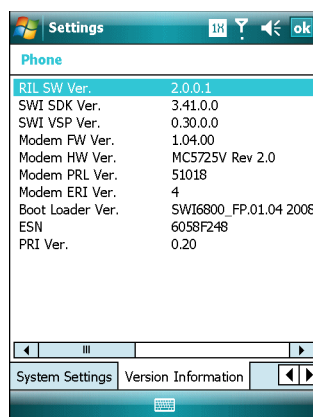 Settings 1X ok
Phone
RIL SW Ver. 2.0.0.1
SWI SDK Ver. 3.41.0.0
SWI VSP Ver. 0.30.0.0
Modem FW Ver. 1.04.00
Modem HW Ver. MC5725V Rev 2.0
Modem PRL Ver. 51018
Modem ERI Ver. 4
Boot Loader Ver. SWI6800_FP.01.04 2008
ESN 6058F248
PRI Ver. 0.20
System Settings Version Information